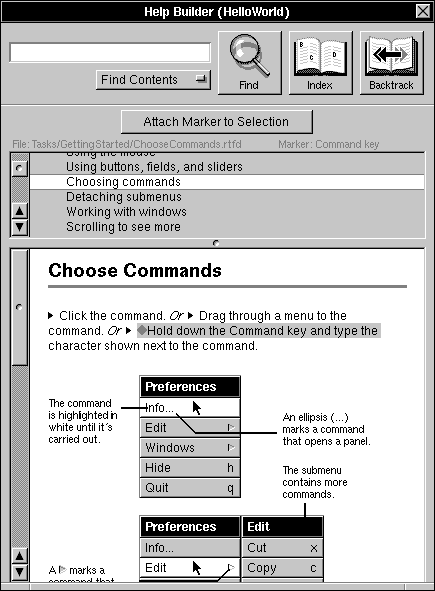 Help Builder (HelloWorld)
Find Contents
Find
B C D
Index
Backtrack
Attach Marker to Selection
File: Tasks/GettingStarted/ChooseCommands.rtfd Marker: Command key
Using the mouse
Using buttons, fields, and sliders
Choosing commands
Detaching submenus
Working with windows
Scrolling to see more
Choose Commands
Click the command. Or Drag through a menu to the
command. Or Hold down the Command key and type the
character shown next to the command.
The command
is highlighted in
white until it's
carried out.
Preferences
Info...
Edit
Windows
Hide h
Quit q
An ellipsis (...)
marks a command
that opens a panel.
The submenu
contains more
commands.
Preferences
Info...
Edit
Edit
Cut x
Copy c
A marks a
command that